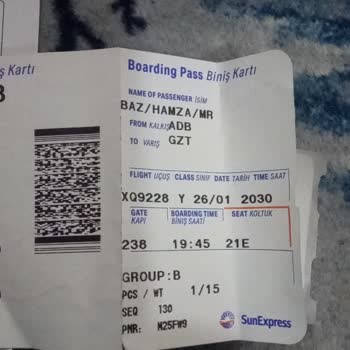 ş Kartı
Boarding Pass Biniş Kartı
NAME OF PASSENGER İSİM
BAZ/HAMZA/MR
FROM KALKIŞ ADB
TO VARIŞ GZT
FLIGHT UÇUŞ CLASS SINIF DATE TARİH TIME SAAT
XQ9228 Y 26/01 2030
GATE BOARDING TIME SEAT KOLTUK
KAPI BİNİŞ SAATİ
238 19:45 21E
GROUP:B
PCS / WT 1/15
SEQ 130
PNR: M25FW9
SunExpress